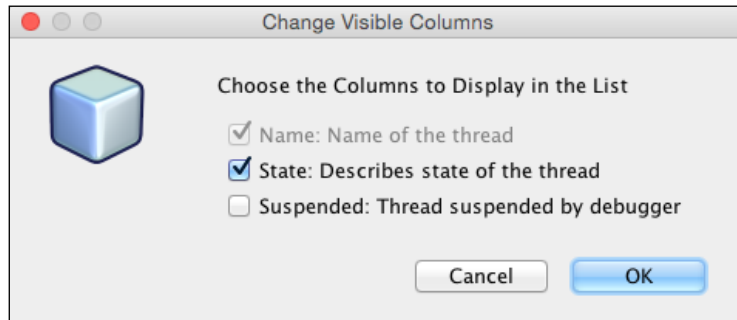 Change Visible Columns
Choose the Columns to Display in the List
Name: Name of the thread
State: Describes state of the thread
Suspended: Thread suspended by debugger
Cancel
OK